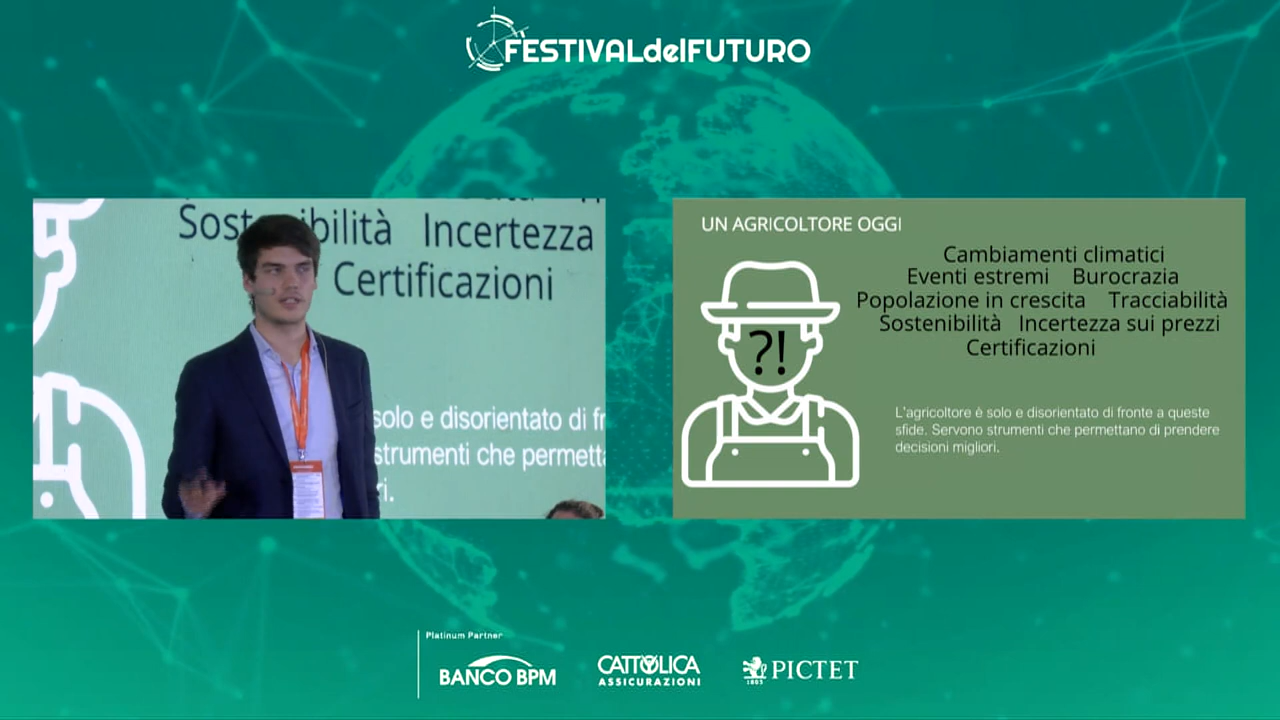 FESTIVALdelFUTURO
Sostenibilità Incertezza
Certificazioni
solo e disorientato di fr
strumenti che permetta
ri.
UN AGRICOLTORE OGGI
Cambiamenti climatici
Eventi estremi Burocrazia
Popolazione in crescita Tracciabilità
Sostenibilità Incertezza sui prezzi
Certificazioni
?!
L'agricoltore è solo e disorientato di fronte a queste
sfide. Servono strumenti che permettano di prendere
decisioni migliori.
Platinum Partner
BANCO BPM
CATTOLICA
ASSICURAZIONI
PICTET
1805